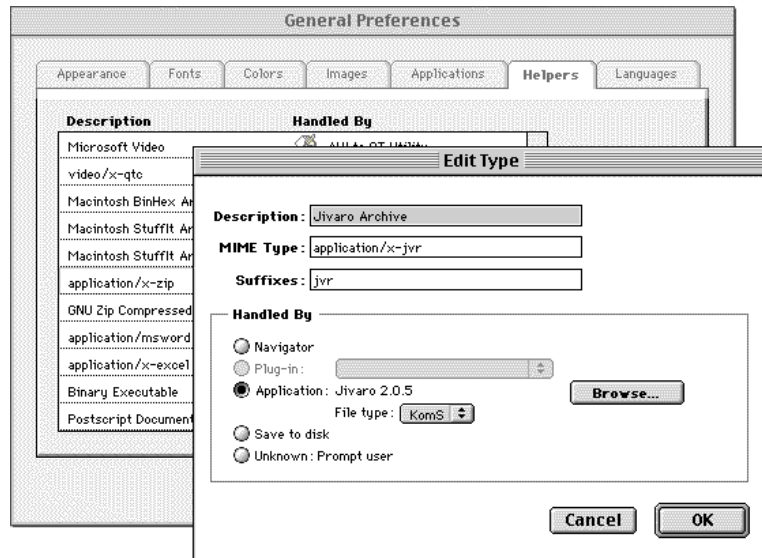 General Preferences
Appearance Fonts Colors Images Applications Helpers Languages
Description Handled By
Microsoft Video
video/x-qtc
Macintosh BinHex Ar
Macintosh StuffIt Ar
Macintosh StuffIt Ar
application/x-zip
GNU Zip Compressed
application/msword
application/x-excel
Binary Executable
Postscript Document
Edit Type
Description: Jivaro Archive
MIME Type: application/x-jvr
Suffixes: jvr
Handled By
Navigator
Plug-in:
Application: Jivaro 2.0.5
Browse...
File type: KomS
Save to disk
Unknown: Prompt user
Cancel OK